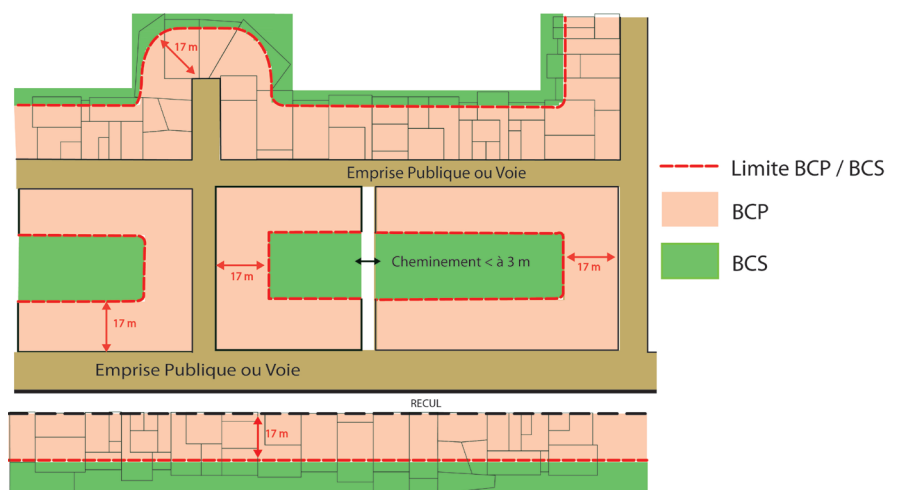 17 m
Emprise Publique ou Voie
Limite BCP / BCS
BCP
BCS
17 m
Cheminement < à 3 m
17 m
17 m
Emprise Publique ou Voie
RECUL
17 m